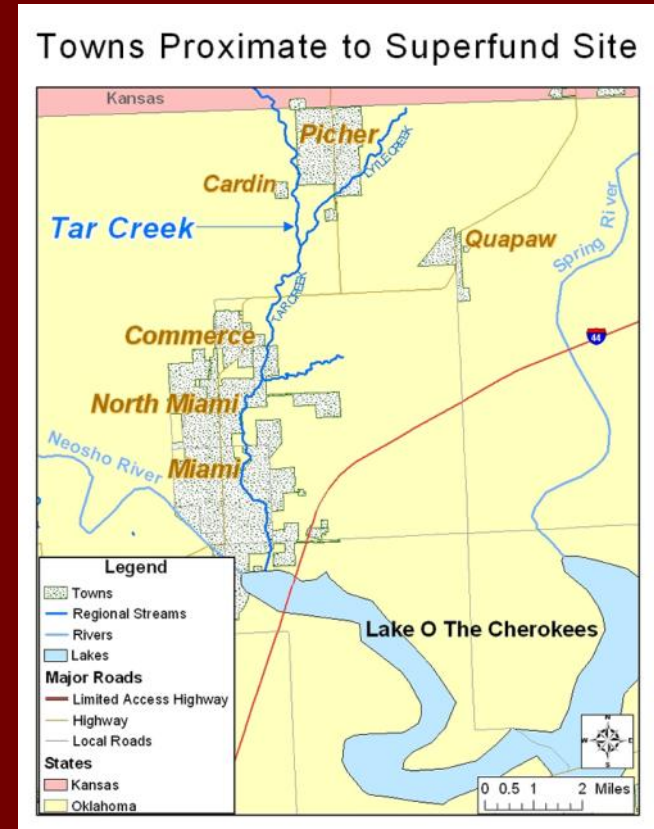 Towns Proximate to Superfund Site
Kansas
Picher
LYTLE CREEK
Cardin
Tar Creek
Quapaw
Spring River
TAR CREEK
Commerce
44
North Miami
Neosho River
Miami
Legend
Towns
Regional Streams
Rivers
Lakes
Major Roads
Limited Access Highway
Highway
Local Roads
States
Kansas
Oklahoma
Lake O The Cherokees
N
W E
S
0 0.5 1 2 Miles